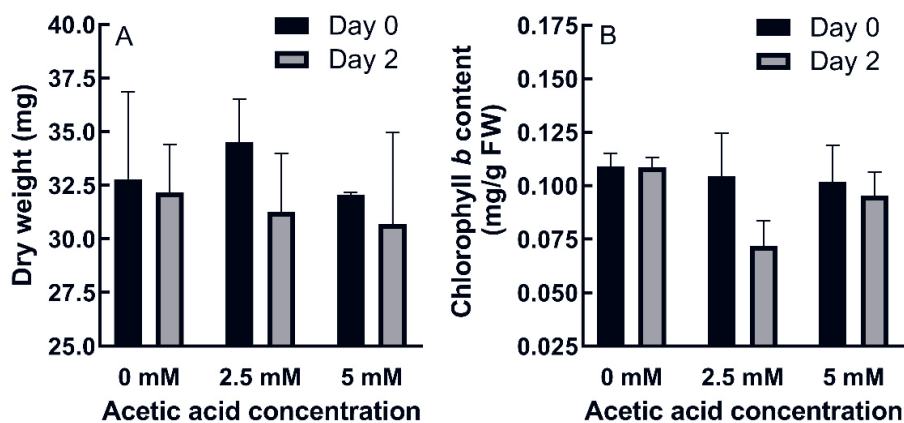 A
Day 0
Day 2
Dry weight (mg)
40.0
37.5
35.0
32.5
30.0
27.5
25.0
0 mM 2.5 mM 5 mM
Acetic acid concentration
B
Day 0
Day 2
Chlorophyll b content
(mg/g FW)
0.175
0.150
0.125
0.100
0.075
0.050
0.025
0 mM 2.5 mM 5 mM
Acetic acid concentration